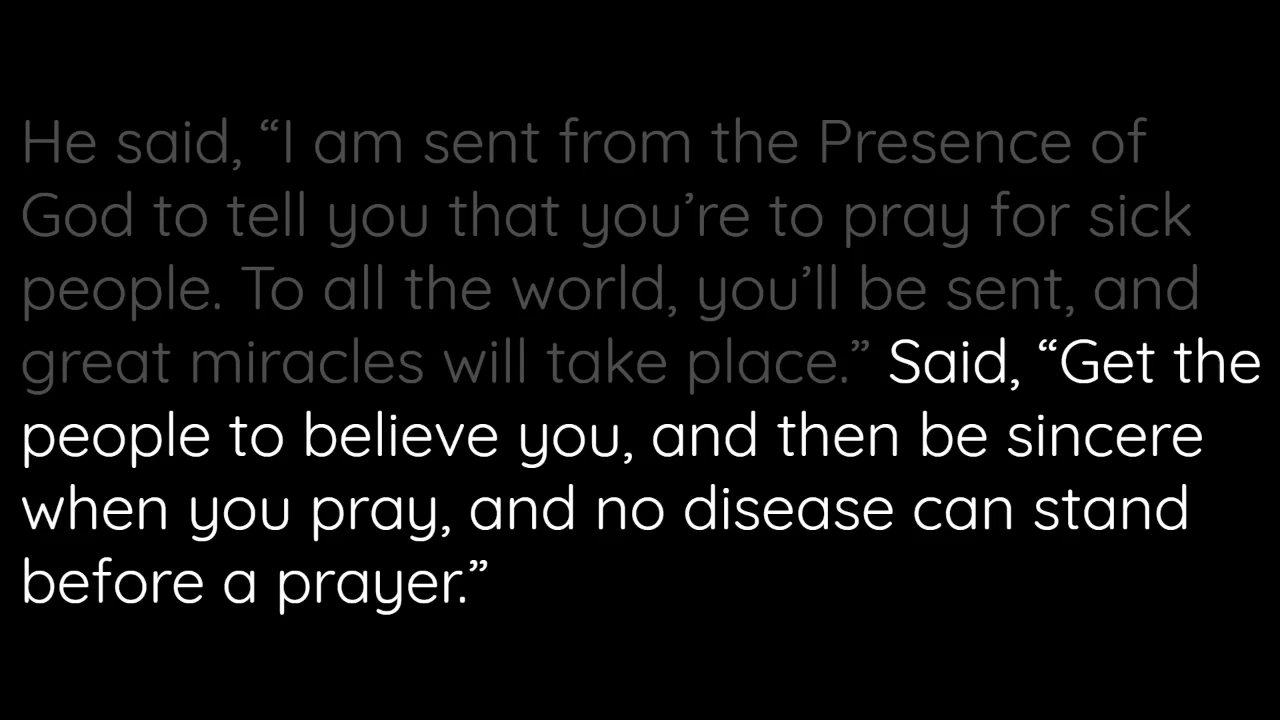 He said, “I am sent from the Presence of
God to tell you that you’re to pray for sick
people. To all the world, you’ll be sent, and
great miracles will take place.” Said, “Get the
people to believe you, and then be sincere
when you pray, and no disease can stand
before a prayer.”